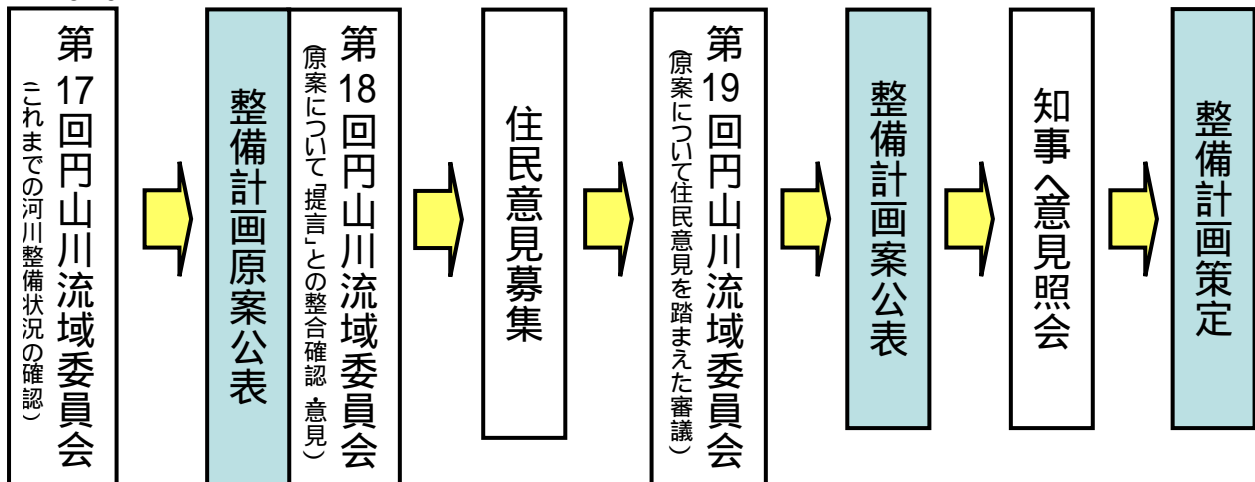 第17回円山川流域委員会
（これまでの河川整備状況の確認）
整備計画原案公表
第18回円山川流域委員会
（原案について「提言」との整合確認・意見）
住民意見募集
第19回円山川流域委員会
（原案について住民意見を踏まえた審議）
整備計画案公表
知事へ意見照会
整備計画策定